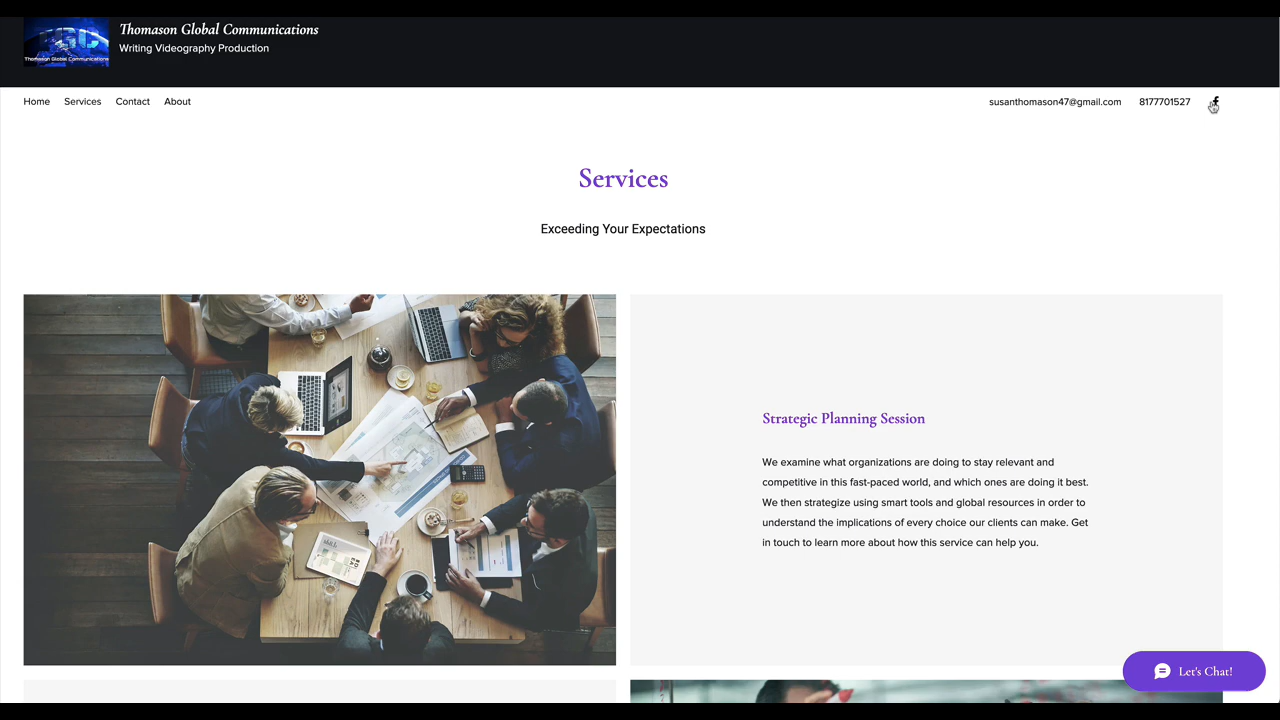 Thomason Global Communications
Writing Videography Production
TGC
Thomason Global Communications
Home Services Contact About
susanthomason47@gmail.com 8177701527
Services
Exceeding Your Expectations
Strategic Planning Session
We examine what organizations are doing to stay relevant and
competitive in this fast-paced world, and which ones are doing it best.
We then strategize using smart tools and global resources in order to
understand the implications of every choice our clients can make. Get
in touch to learn more about how this service can help you.
Let's Chat!